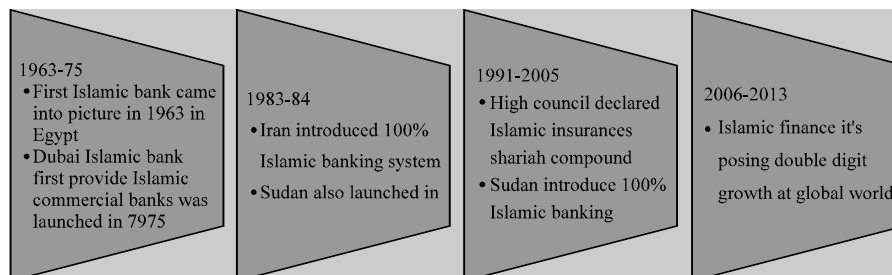 1963-75
•First Islamic bank came
into picture in 1963 in
Egypt
•Dubai Islamic bank
first provide Islamic
commercial banks was
launched in 7975
1983-84
•Iran introduced 100%
Islamic banking system
•Sudan also launched in
1991-2005
•High council declared
Islamic insurances
shariah compound
•Sudan introduce 100%
Islamic banking
2006-2013
• Islamic finance it's
posing double digit
growth at global world